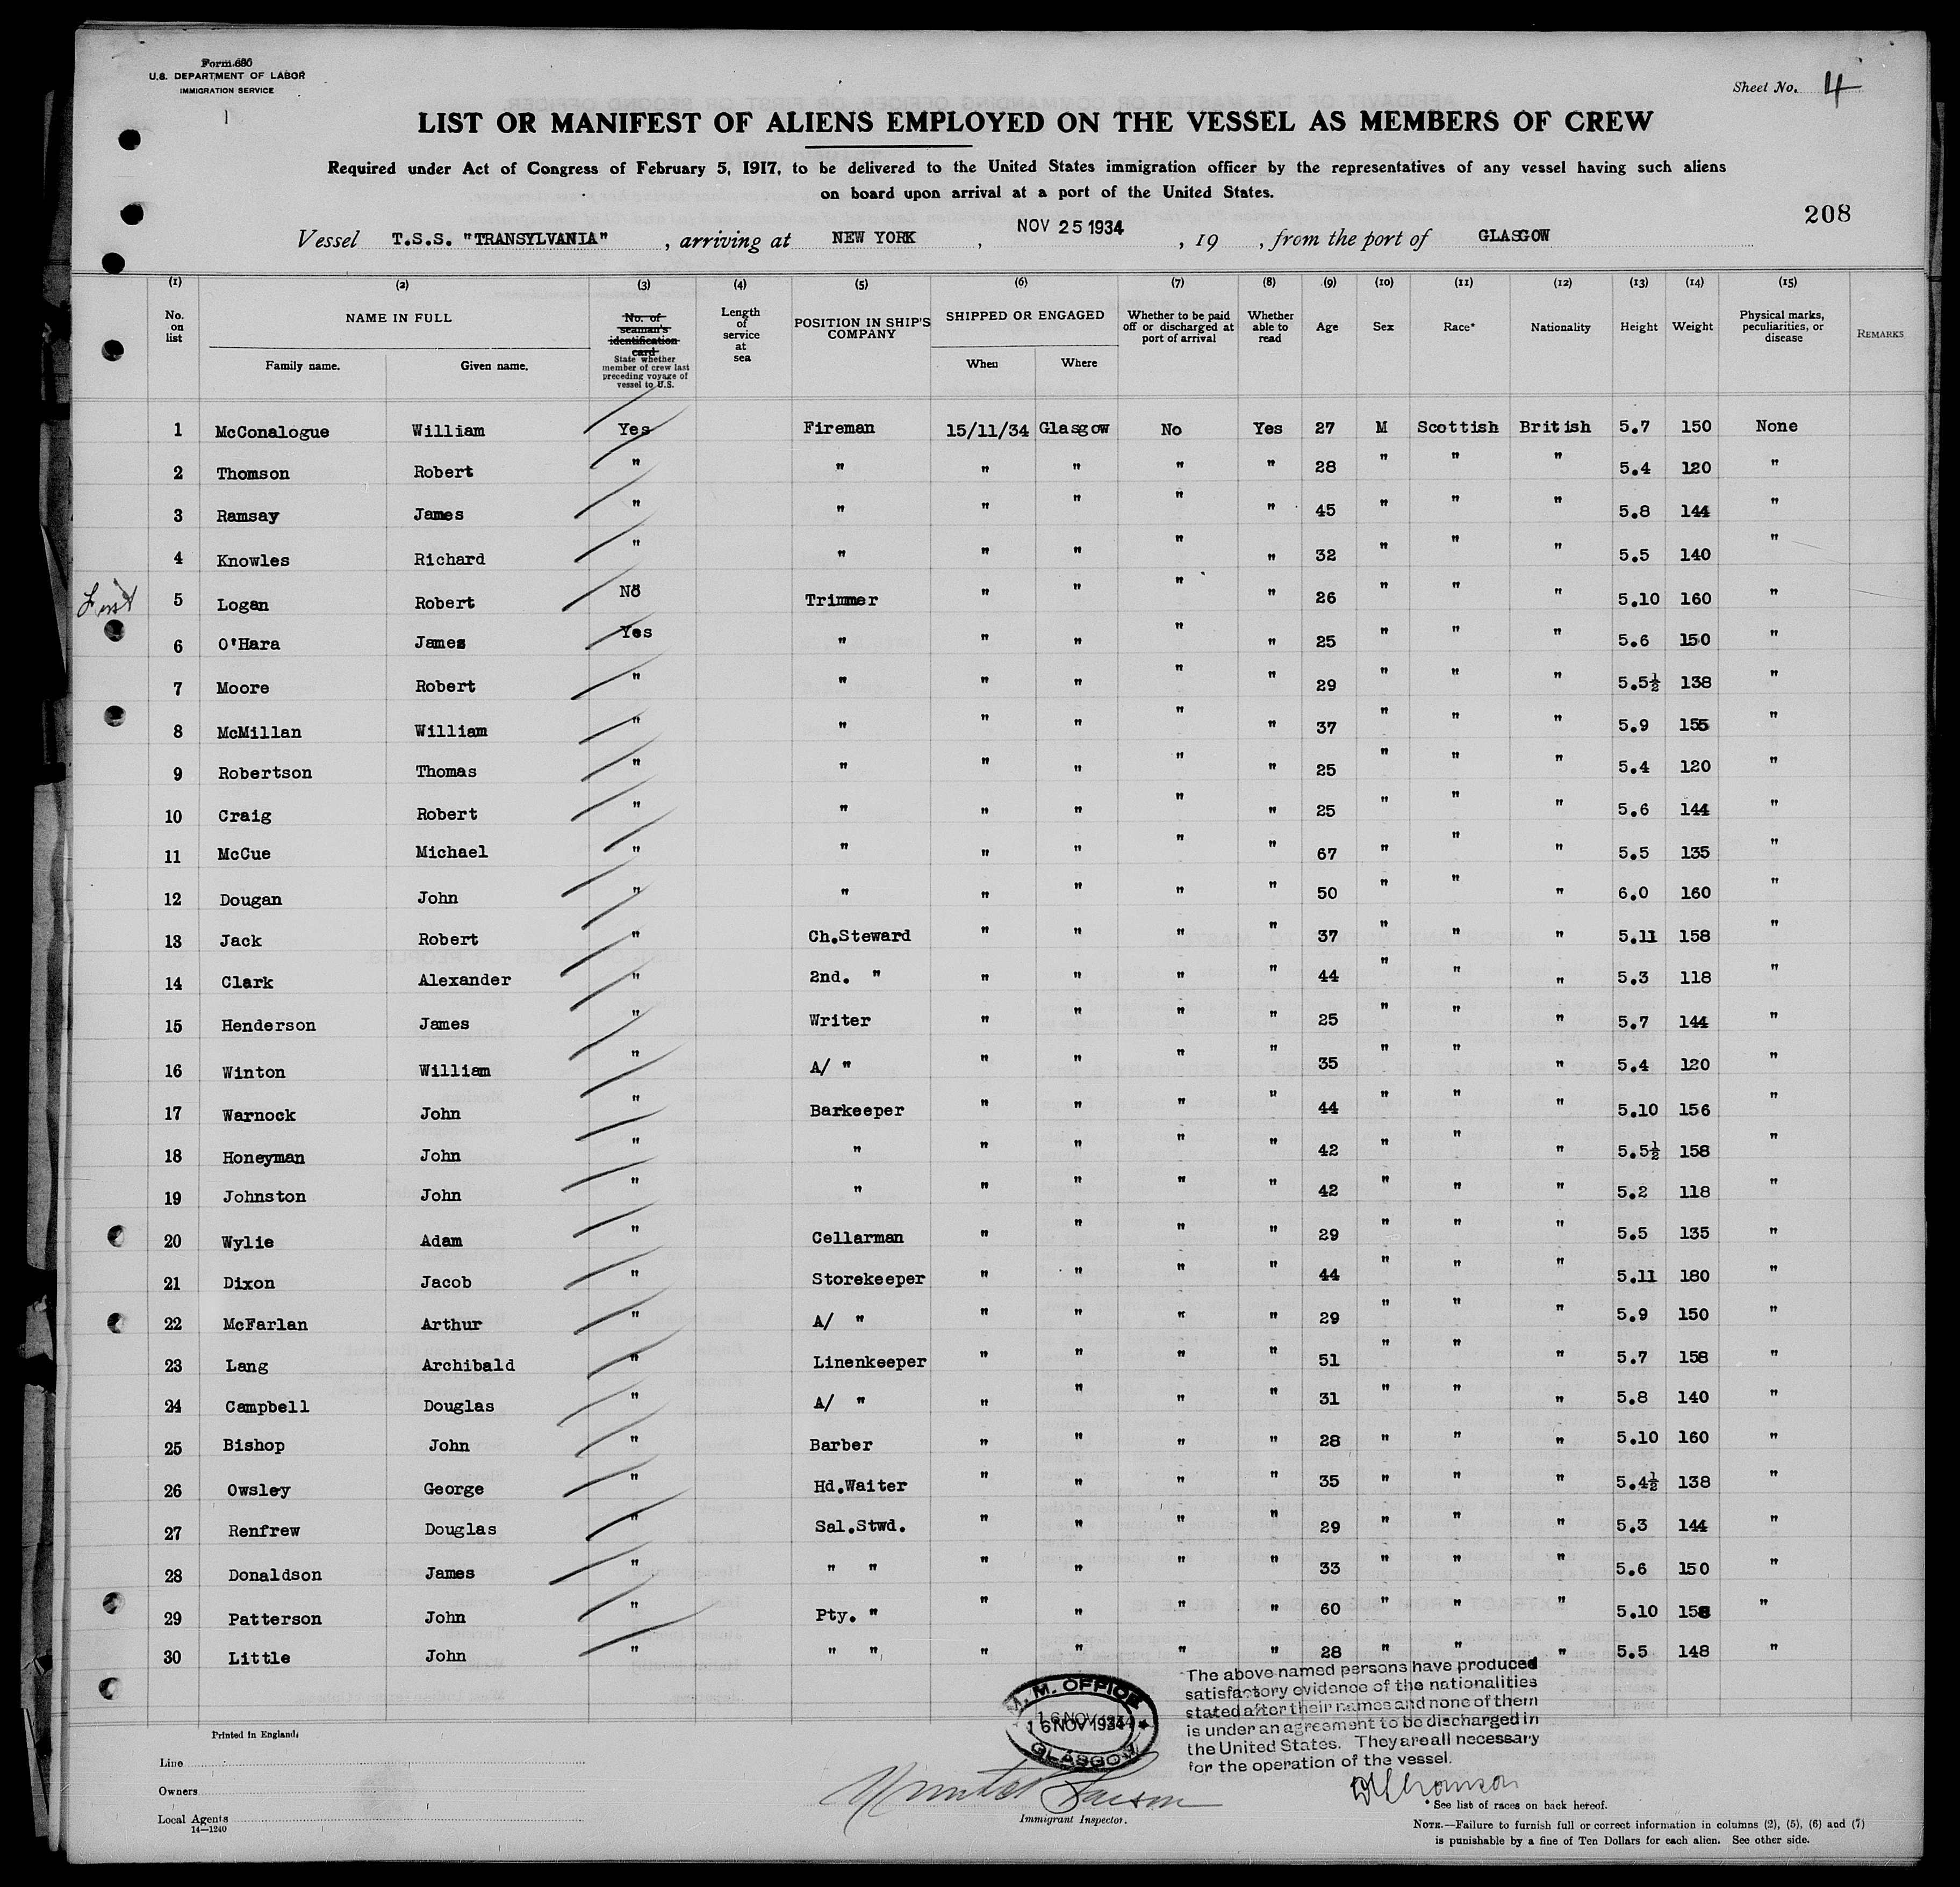 Form 680
U.S. DEPARTMENT OF LABOR
IMMIGRATION SERVICE
Sheet No. 4
LIST OR MANIFEST OF ALIENS EMPLOYED ON THE VESSEL AS MEMBERS OF CREW
Required under Act of Congress of February 5, 1917, to be delivered to the United States immigration officer by the representatives of any vessel having such aliens
on board upon arrival at a port of the United States.
208
Vessel T.S.S. "TRANSYLVANIA", arriving at NEW YORK, NOV 25 1934, 19 , from the port of GLASGOW
(1) (2) (3) (4) (5) (6) (7) (8) (9) (10) (11) (12) (13) (14) (15)
No. on list NAME IN FULL Family name. Given name. No. of seaman's identification card State whether member of crew last preceding voyage of vessel to U.S. Length of service at sea POSITION IN SHIP'S COMPANY SHIPPED OR ENGAGED When Where Whether to be paid off or discharged at port of arrival Whether able to read Age Sex Race* Nationality Height Weight Physical marks, peculiarities, or disease REMARKS
1 McConalogue William Yes Fireman 15/11/34 Glasgow No Yes 27 M Scottish British 5.7 150 None
2 Thomson Robert " " " " " " 28 " " " 5.4 120 "
3 Ramsay James " " " " " " 45 " " " 5.8 144 "
4 Knowles Richard " " " " " " 32 " " " 5.5 140 "
5 Logan Robert No Trimmer " " " " 26 " " " 5.10 160 "
6 O'Hara James Yes " " " " " 25 " " " 5.6 150 "
7 Moore Robert " " " " " " 29 " " " 5.5½ 138 "
8 McMillan William " " " " " " 37 " " " 5.9 155 "
9 Robertson Thomas " " " " " " 25 " " " 5.4 120 "
10 Craig Robert " " " " " " 25 " " " 5.6 144 "
11 McCue Michael " " " " " " 67 " " " 5.5 135 "
12 Dougan John " " " " " " 50 " " " 6.0 160 "
13 Jack Robert " Ch.Steward " " " " 37 " " " 5.11 158 "
14 Clark Alexander " 2nd. " " " " " 44 " " " 5.3 118 "
15 Henderson James " Writer " " " " 25 " " " 5.7 144 "
16 Winton William " A/ " " " " " 35 " " " 5.4 120 "
17 Warnock John " Barkeeper " " " " 44 " " " 5.10 156 "
18 Honeyman John " " " " " " 42 " " " 5.5½ 158 "
19 Johnston John " " " " " " 42 " " " 5.2 118 "
20 Wylie Adam " Cellarman " " " " 29 " " " 5.5 135 "
21 Dixon Jacob " Storekeeper " " " " 44 " " " 5.11 180 "
22 McFarlan Arthur " A/ " " " " " 29 " " " 5.9 150 "
23 Lang Archibald " Linenkeeper " " " " 51 " " " 5.7 158 "
24 Campbell Douglas " A/ " " " " " 31 " " " 5.8 140 "
25 Bishop John " Barber " " " " 28 " " " 5.10 160 "
26 Owsley George " Hd.Waiter " " " " 35 " " " 5.4½ 138 "
27 Renfrew Douglas " Sal.Stwd. " " " " 29 " " " 5.3 144 "
28 Donaldson James " " " " " " " 33 " " " 5.6 150 "
29 Patterson John " Pty. " " " " " 60 " " " 5.10 158 "
30 Little John " " " " " " " 28 " " " 5.5 148 "
M.M. OFFICE
16 NOV 1934
GLASGOW
The above named persons have produced
satisfactory evidence of the nationalities
stated after their names and none of them
is under an agreement to be discharged in
the United States. They are all necessary
for the operation of the vessel.
Printed in England.
Line
Owners
Local Agents
14—1240
Immigrant Inspector.
*See list of races on back hereof.
NOTE.—Failure to furnish full or correct information in columns (2), (5), (6) and (7)
is punishable by a fine of Ten Dollars for each alien. See other side.